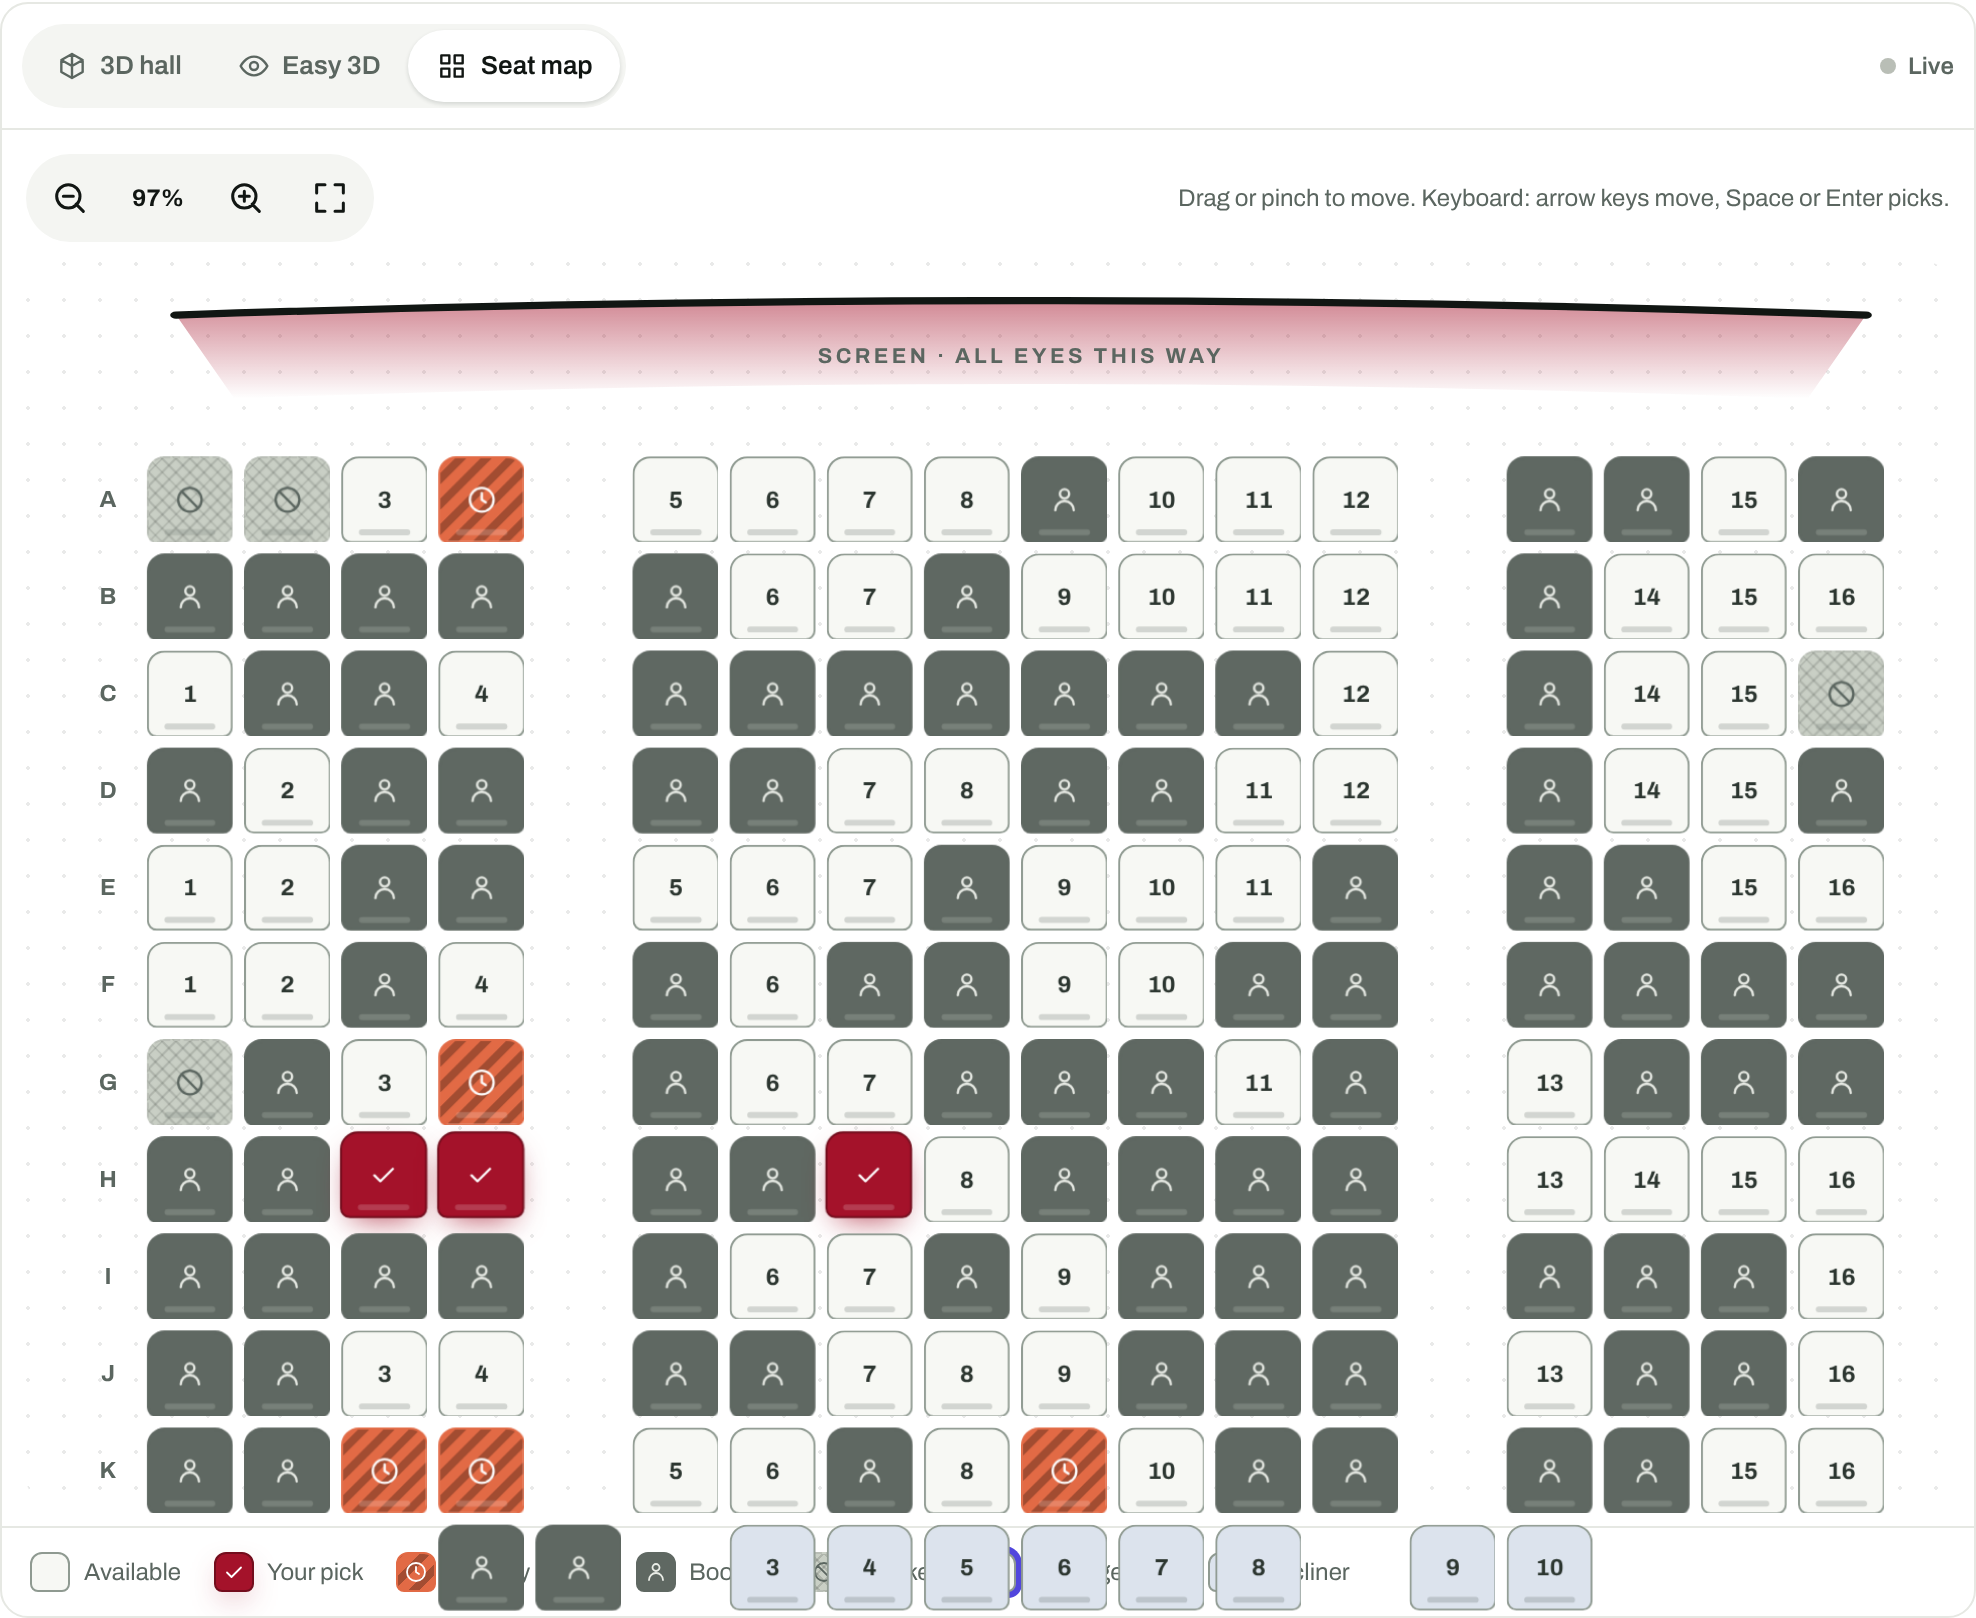 3D hall Easy 3D Seat map Live
97% Drag or pinch to move. Keyboard: arrow keys move, Space or Enter picks.
SCREEN · ALL EYES THIS WAY
A 3 5 6 7 8 10 11 12 15
B 6 7 9 10 11 12 14 15 16
C 1 4 12 14 15
D 2 7 8 11 12 14 15
E 1 2 5 6 7 9 10 11 15 16
F 1 2 4 6 9 10
G 3 6 7 11 13
H 8 13 14 15 16
I 6 7 9 16
J 3 4 7 8 9 13 16
K 5 6 8 10 15 16
Available Your pick 3 4 5 6 7 8 9 10